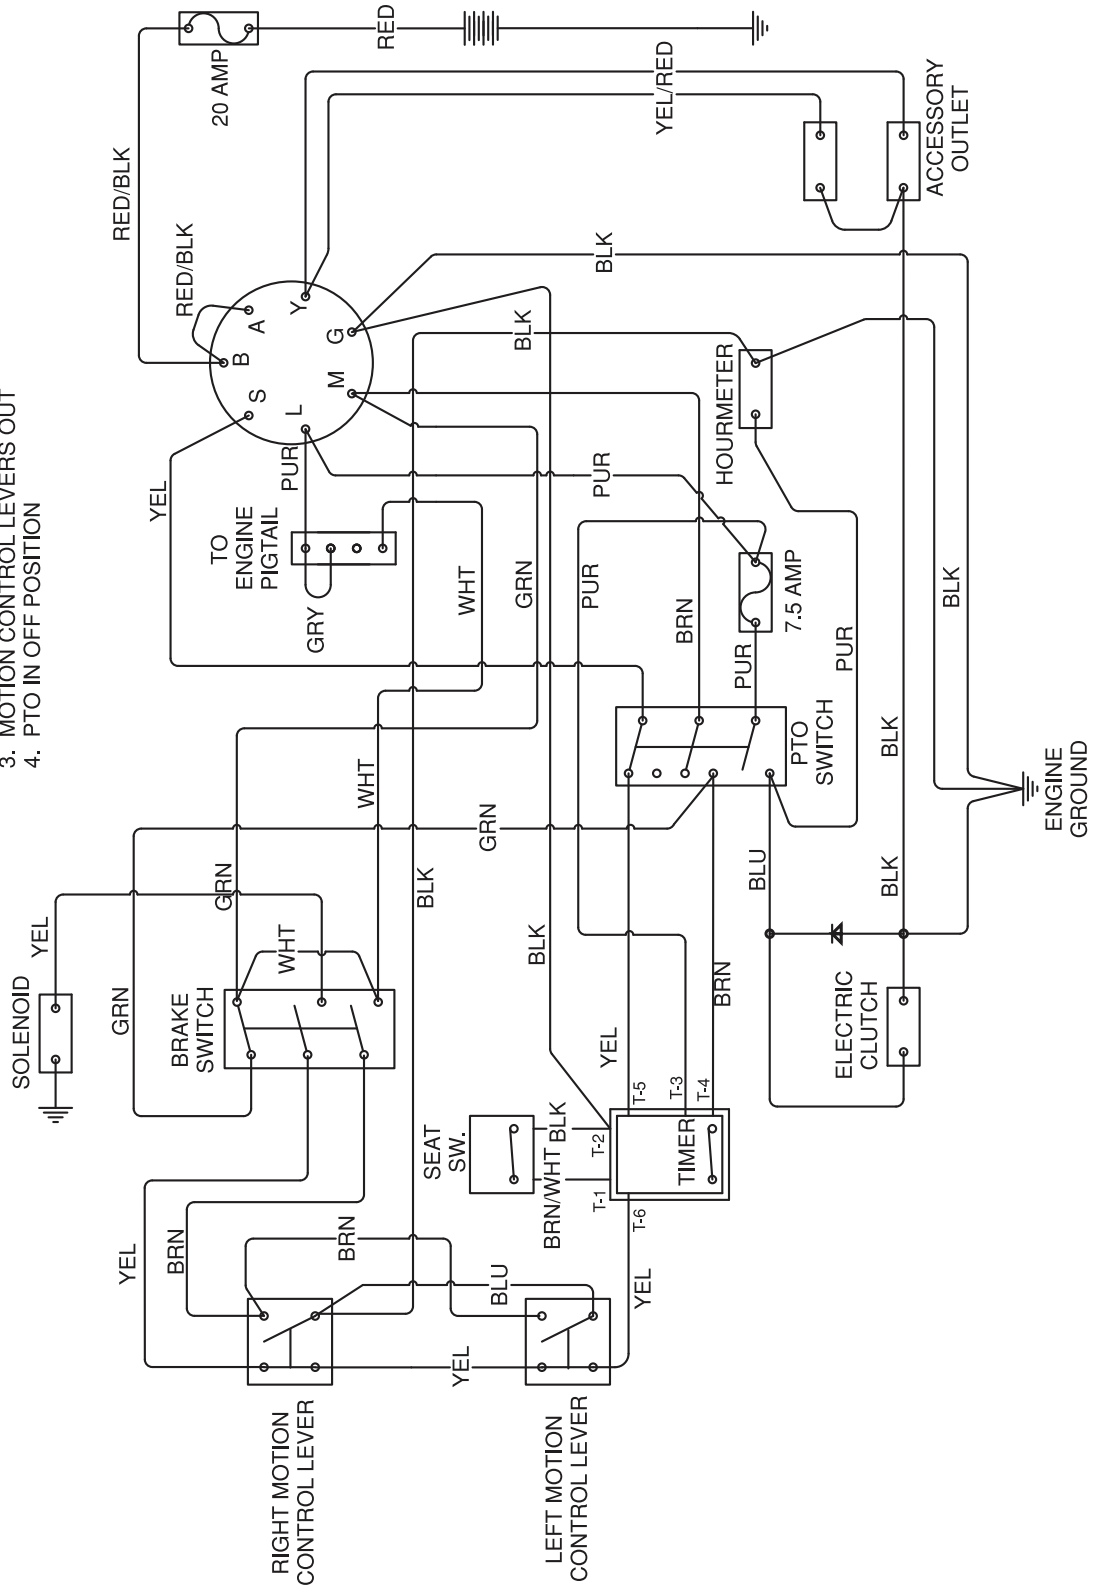 3. MOTION CONTROL LEVERS OUT
4. PTO IN OFF POSITION
SOLENOID
YEL
GRN
YEL
BRN
BRAKE
SWITCH
GRN
WHT
RED/BLK
RED/BLK
20 AMP
YEL
S
B
A
L
Y
M
G
PUR
TO
ENGINE
PIGTAIL
GRY
RIGHT MOTION
CONTROL LEVER
BRN
WHT
RED
BLK
YEL
SEAT
SW.
WHT
BLU
GRN
GRN
BLK
BLK
BLK
BRN/WHT
BLK
LEFT MOTION
CONTROL LEVER
PUR
PUR
BLK
T-1
T-2
YEL
YEL
T-6
T-5
TIMER
T-3
T-4
BRN
BRN
YEL/RED
HOURMETER
PUR
7.5 AMP
BLU
PTO
SWITCH
PUR
ELECTRIC
CLUTCH
BLK
BLK
BLK
ACCESSORY
OUTLET
ENGINE
GROUND